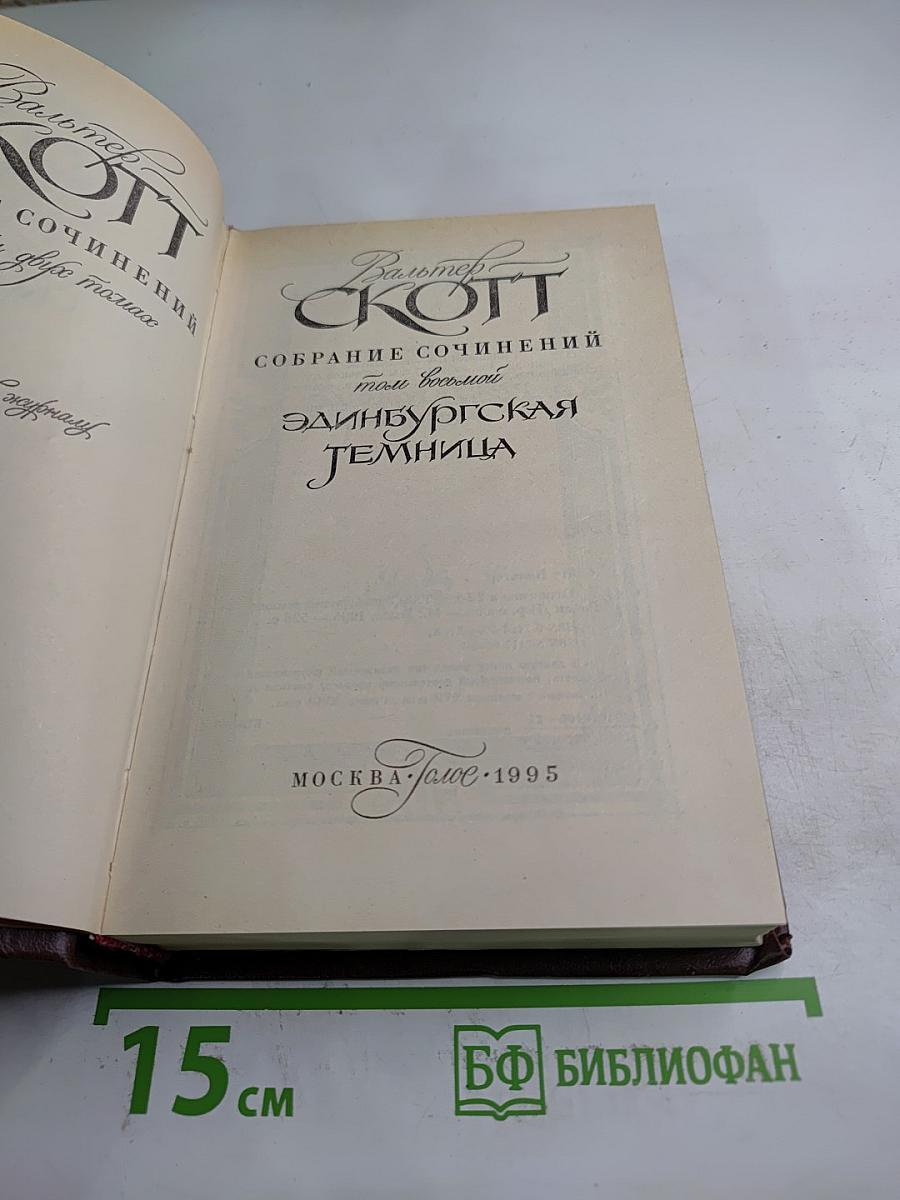 Вальтер
СКОТТ
СОЧИНЕНИЙ
двух томах
журналу
Вальтер
СКОТТ
СОБРАНИЕ СОЧИНЕНИЙ
том восьмой
ЭДИНБУРГСКАЯ
ТЕМНИЦА
МОСКВА · Голос · 1995
15 см
БФ БИБЛИОФАН